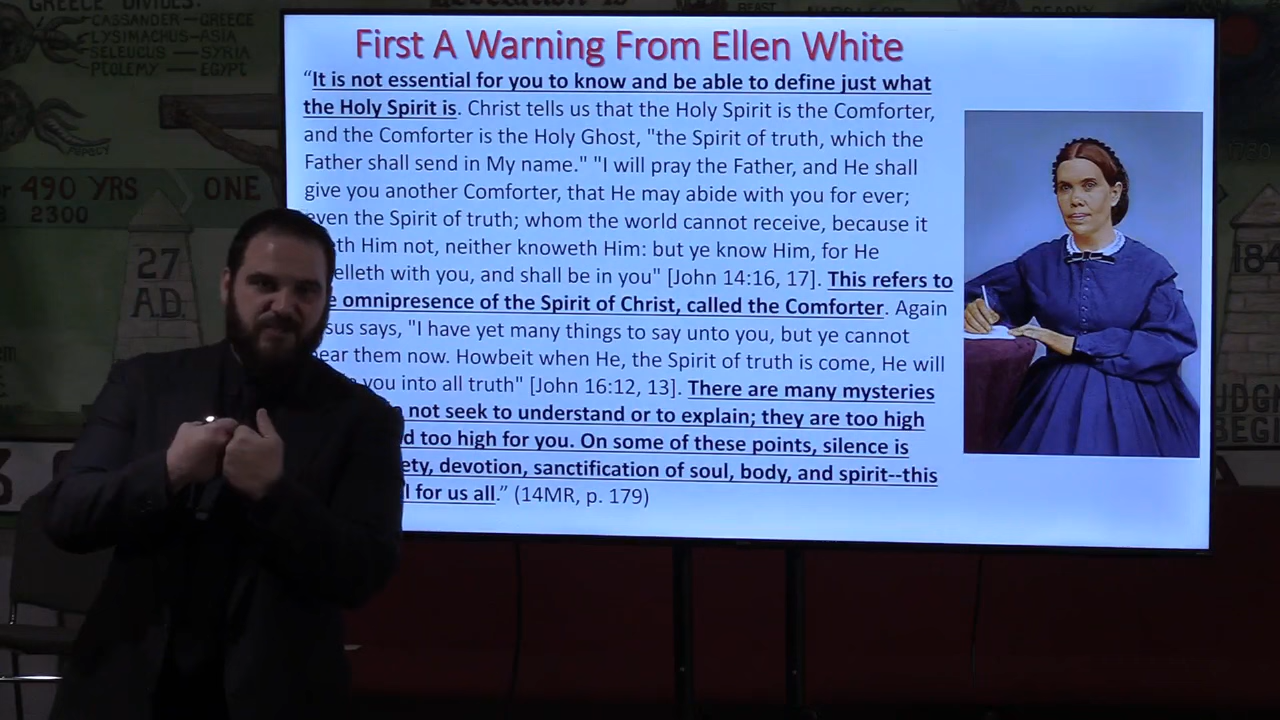 GREECE DIVIDES:
CASSANDER — GREECE
LYSIMACHUS—ASIA
SELEUCUS — SYRIA
PTOLEMY — EGYPT
490 YRS
ONE
2300
27
A.D.
First A Warning From Ellen White
“It is not essential for you to know and be able to define just what
the Holy Spirit is. Christ tells us that the Holy Spirit is the Comforter,
and the Comforter is the Holy Ghost, "the Spirit of truth, which the
Father shall send in My name." "I will pray the Father, and He shall
give you another Comforter, that He may abide with you for ever;
even the Spirit of truth; whom the world cannot receive, because it
th Him not, neither knoweth Him: but ye know Him, for He
elleth with you, and shall be in you" [John 14:16, 17]. This refers to
e omnipresence of the Spirit of Christ, called the Comforter. Again
sus says, "I have yet many things to say unto you, but ye cannot
ear them now. Howbeit when He, the Spirit of truth is come, He will
you into all truth" [John 16:12, 13]. There are many mysteries
not seek to understand or to explain; they are too high
d too high for you. On some of these points, silence is
ety, devotion, sanctification of soul, body, and spirit--this
l for us all.” (14MR, p. 179)
BEAST
DEADLY
184
JUDG
BEGI